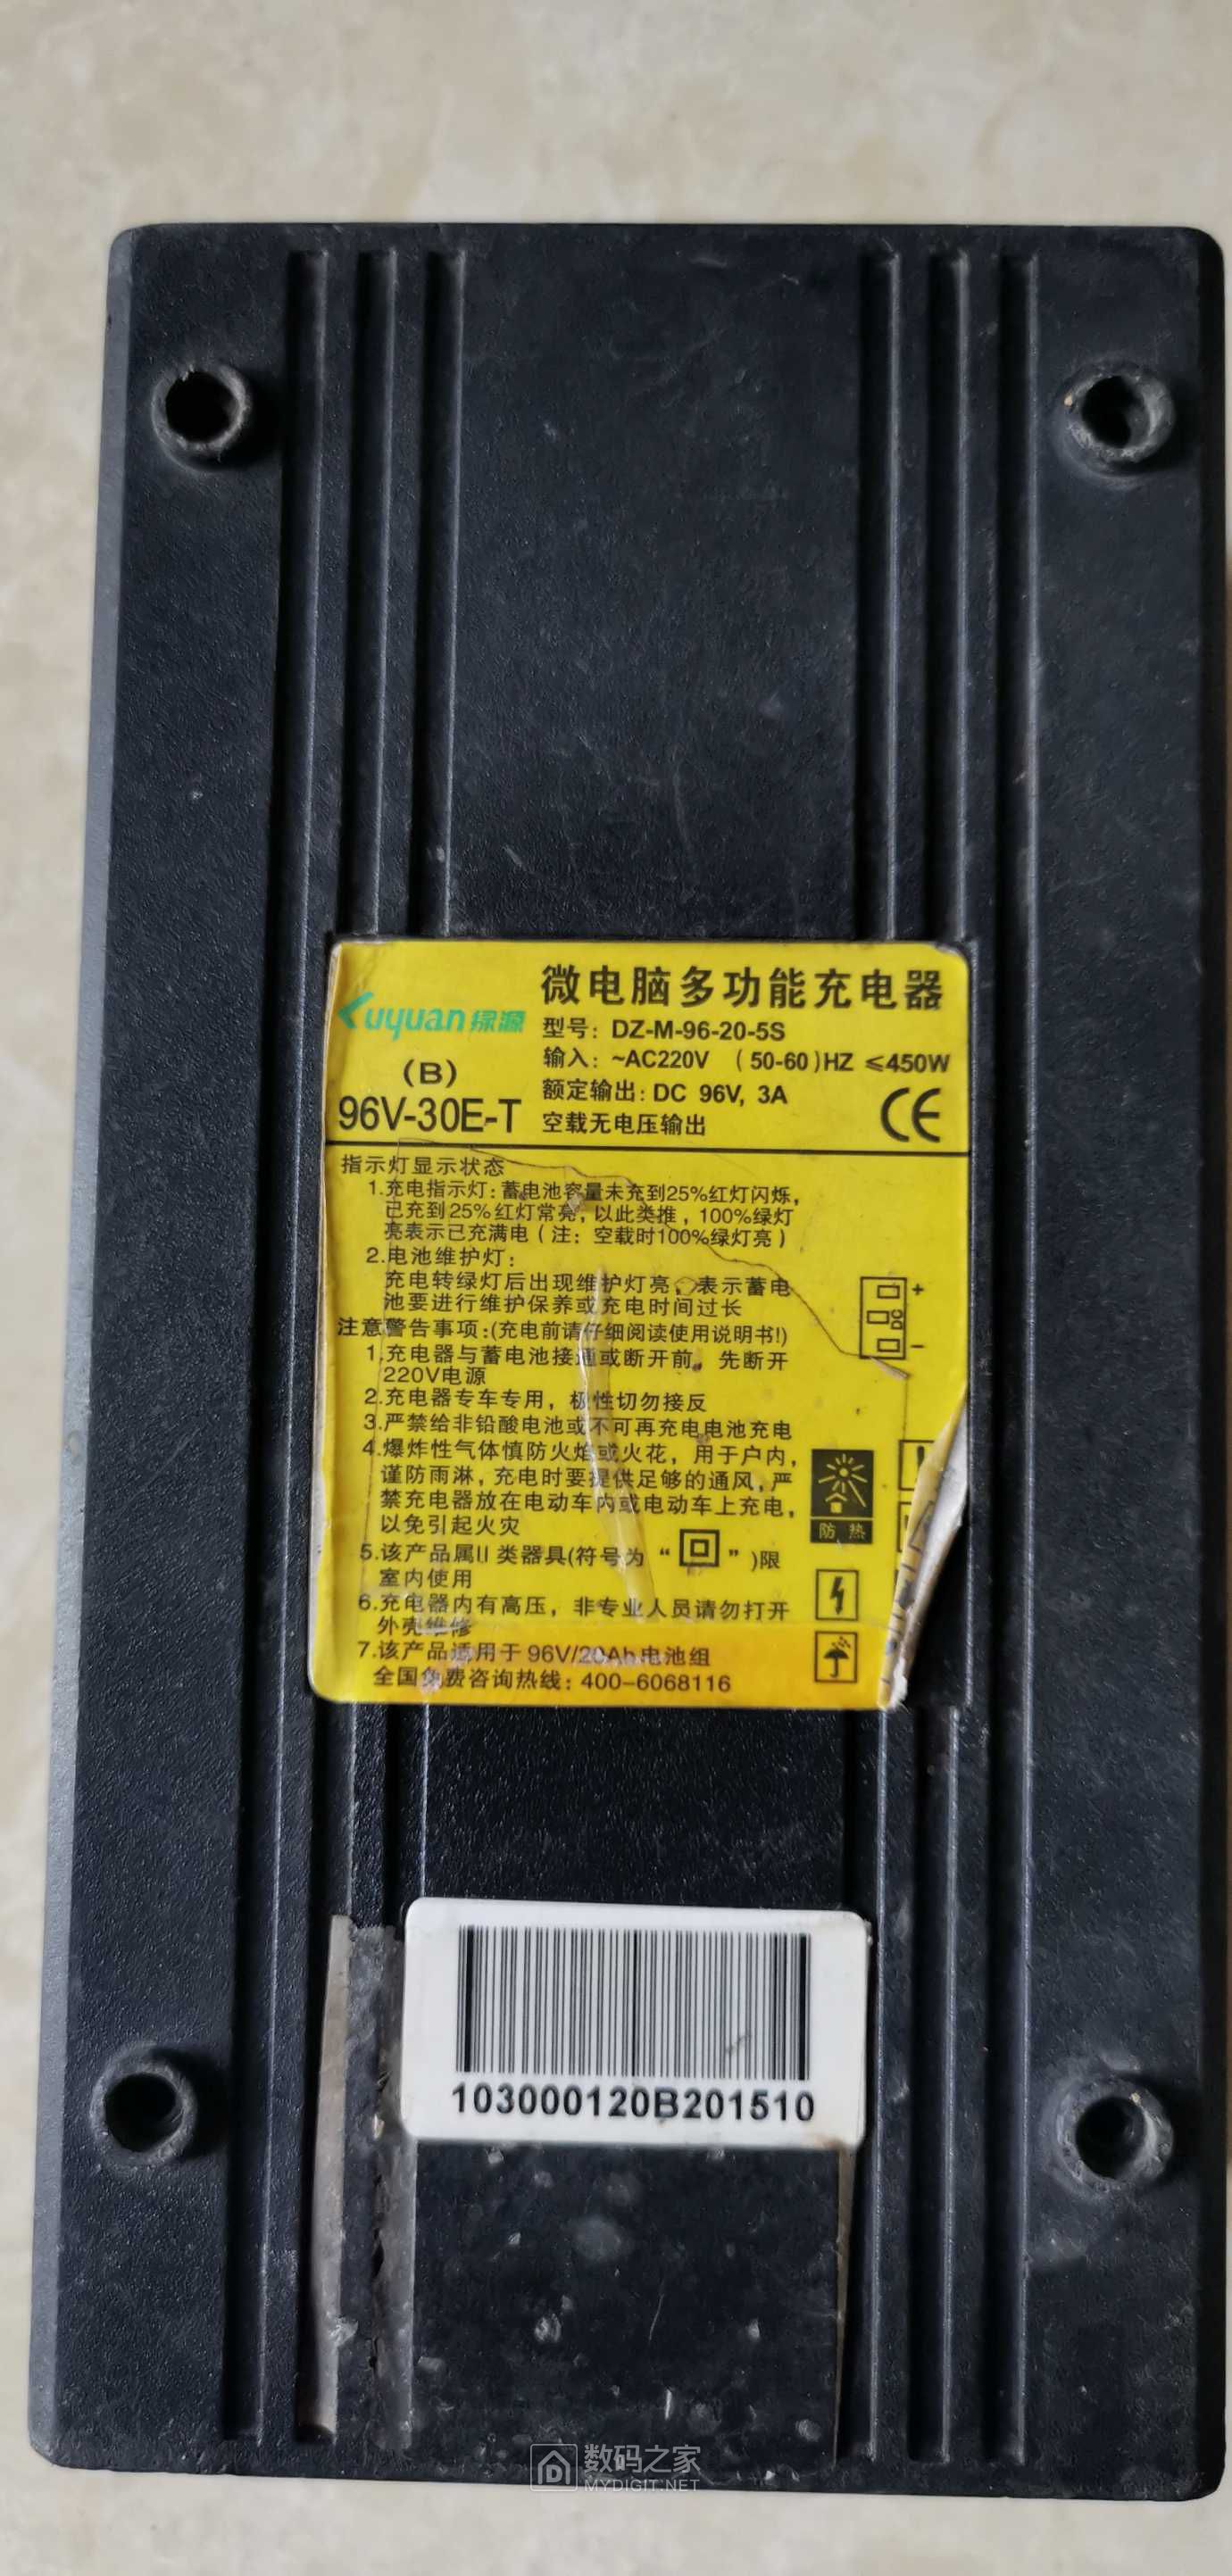 Luyuan 绿源
(B)
96V-30E-T
微电脑多功能充电器
型号: DZ-M-96-20-5S
输入: ~AC220V (50-60)HZ ≤450W
额定输出: DC 96V, 3A
空载无电压输出
CE
指示灯显示状态
1.充电指示灯: 蓄电池容量未充到25%红灯闪烁,
已充到25%红灯常亮, 以此类推, 100%绿灯
亮表示已充满电 (注: 空载时100%绿灯亮)
2.电池维护灯:
充电转绿灯后出现维护灯亮, 表示蓄电
池要进行维护保养或充电时间过长
+
DC
−
注意警告事项:(充电前请仔细阅读使用说明书!)
1.充电器与蓄电池接通或断开前, 先断开
220V电源
2.充电器专车专用, 极性切勿接反
3.严禁给非铅酸电池或不可再充电电池充电
4.爆炸性气体慎防火焰或火花, 用于户内,
谨防雨淋, 充电时要提供足够的通风, 严
禁充电器放在电动车内或电动车上充电,
以免引起火灾
防 热
5.该产品属II 类器具(符号为 “回” )限
室内使用
6.充电器内有高压, 非专业人员请勿打开
外壳维修
7.该产品适用于 96V/20Ah 电池组
全国免费咨询热线: 400-6068116
103000120B201510
数码之家
MYDIGIT.NET